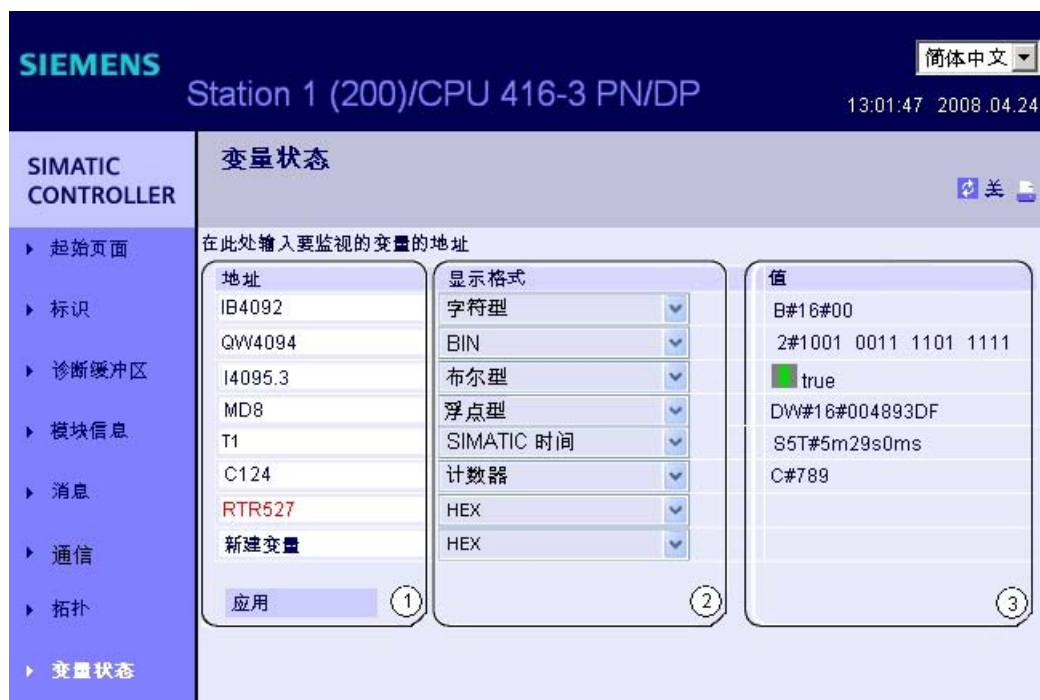 SIEMENS
Station 1 (200)/CPU 416-3 PN/DP
简体中文
13:01:47 2008.04.24
SIMATIC
CONTROLLER
变量状态
关
起始页面
标识
诊断缓冲区
模块信息
消息
通信
拓扑
变量状态
在此处输入要监视的变量的地址
地址 显示格式 值
IB4092 字符型 B#16#00
QW4094 BIN 2#1001 0011 1101 1111
I4095.3 布尔型 true
MD8 浮点型 DW#16#004893DF
T1 SIMATIC 时间 S5T#5m29s0ms
C124 计数器 C#789
RTR527 HEX
新建变量 HEX
应用 1 2 3